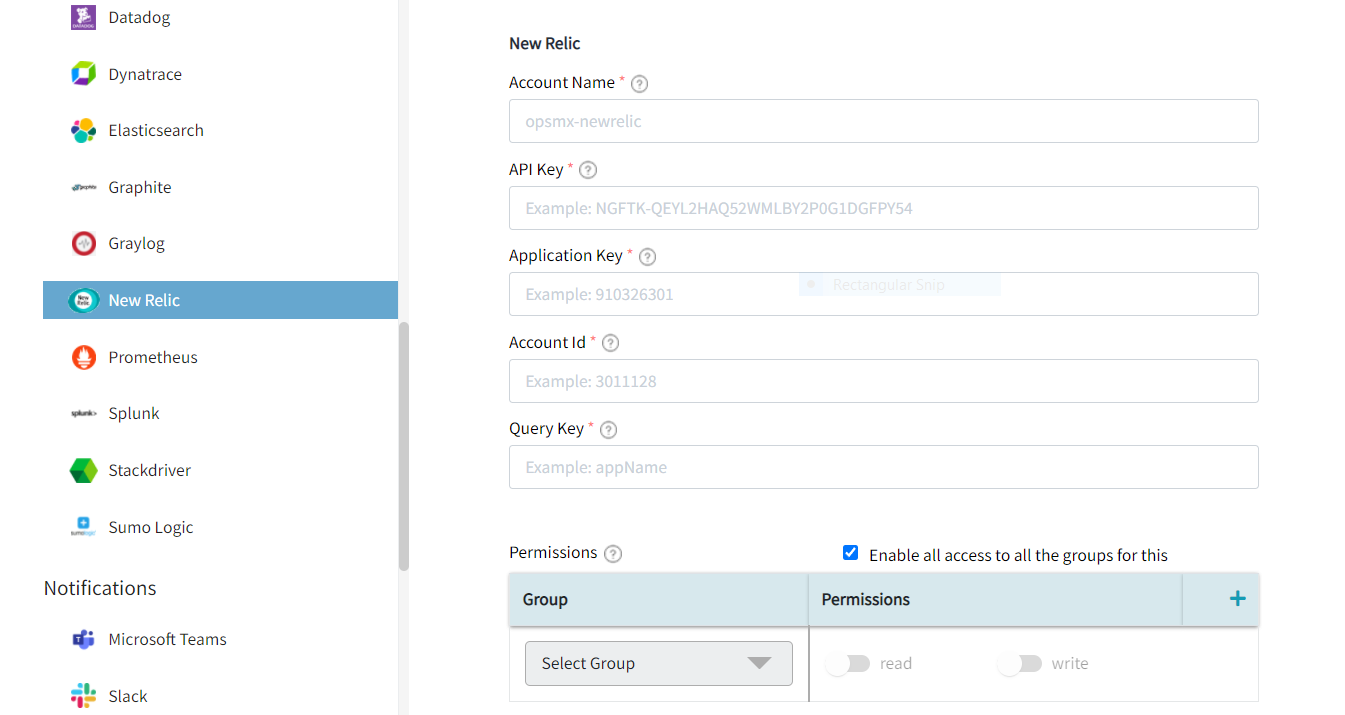 Datadog
Dynatrace
Elasticsearch
Graphite
Graylog
New Relic
Prometheus
Splunk
Stackdriver
Sumo Logic
Notifications
Microsoft Teams
Slack
New Relic
Account Name * ?
opsmx-newrelic
API Key * ?
Example: NGFTK-QEYL2HAQ52WMLBY2P0G1DGFPY54
Application Key * ?
Example: 910326301
Rectangular Snip
Account Id * ?
Example: 3011128
Query Key * ?
Example: appName
Permissions ?
Enable all access to all the groups for this
Group Permissions +
Select Group read write